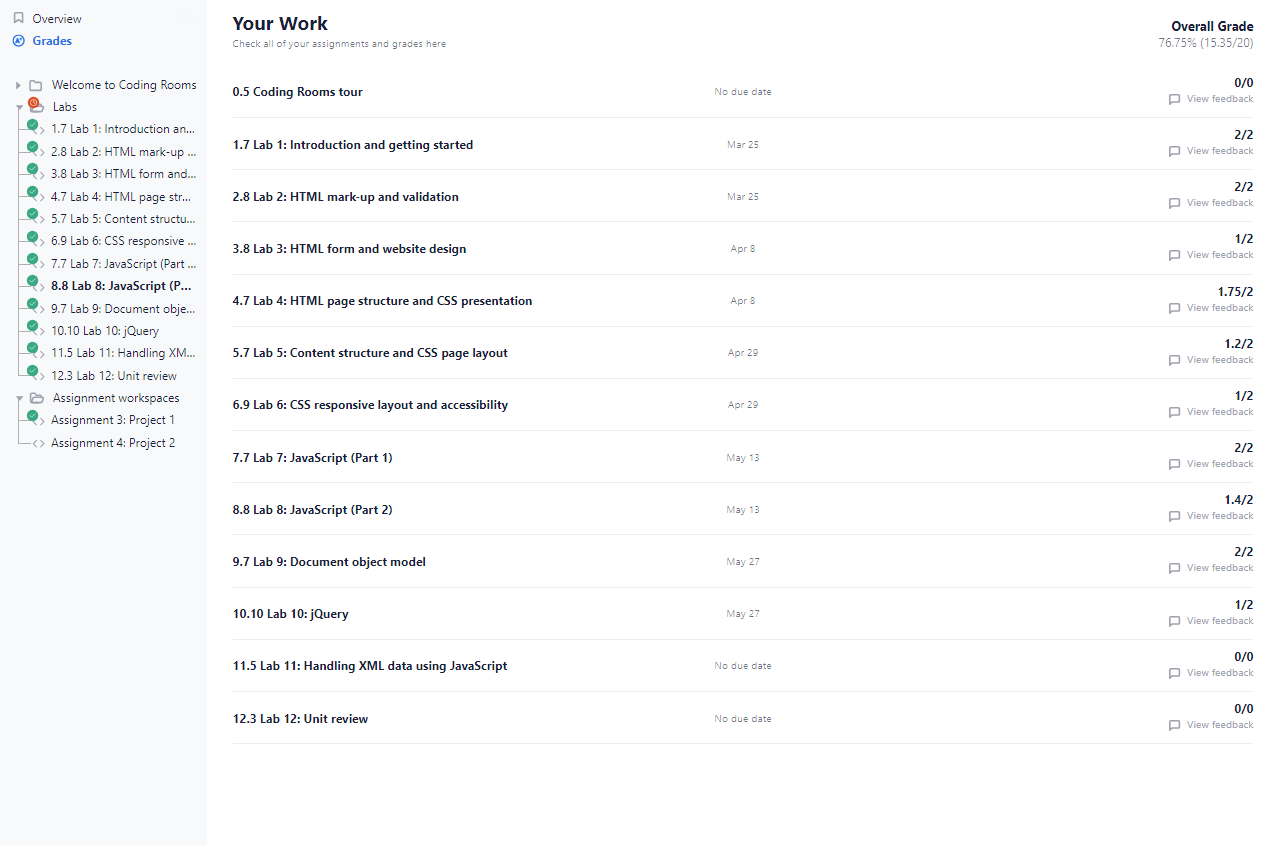 Overview
Grades
Welcome to Coding Rooms
Labs
1.7 Lab 1: Introduction an...
2.8 Lab 2: HTML mark-up ...
3.8 Lab 3: HTML form and...
4.7 Lab 4: HTML page str...
5.7 Lab 5: Content structu...
6.9 Lab 6: CSS responsive ...
7.7 Lab 7: JavaScript (Part ...
8.8 Lab 8: JavaScript (P...
9.7 Lab 9: Document obje...
10.10 Lab 10: jQuery
11.5 Lab 11: Handling XM...
12.3 Lab 12: Unit review
Assignment workspaces
Assignment 3: Project 1
Assignment 4: Project 2
Your Work
Check all of your assignments and grades here
Overall Grade
76.75% (15.35/20)
0.5 Coding Rooms tour No due date 0/0
View feedback
1.7 Lab 1: Introduction and getting started Mar 25 2/2
View feedback
2.8 Lab 2: HTML mark-up and validation Mar 25 2/2
View feedback
3.8 Lab 3: HTML form and website design Apr 8 1/2
View feedback
4.7 Lab 4: HTML page structure and CSS presentation Apr 8 1.75/2
View feedback
5.7 Lab 5: Content structure and CSS page layout Apr 29 1.2/2
View feedback
6.9 Lab 6: CSS responsive layout and accessibility Apr 29 1/2
View feedback
7.7 Lab 7: JavaScript (Part 1) May 13 2/2
View feedback
8.8 Lab 8: JavaScript (Part 2) May 13 1.4/2
View feedback
9.7 Lab 9: Document object model May 27 2/2
View feedback
10.10 Lab 10: jQuery May 27 1/2
View feedback
11.5 Lab 11: Handling XML data using JavaScript No due date 0/0
View feedback
12.3 Lab 12: Unit review No due date 0/0
View feedback